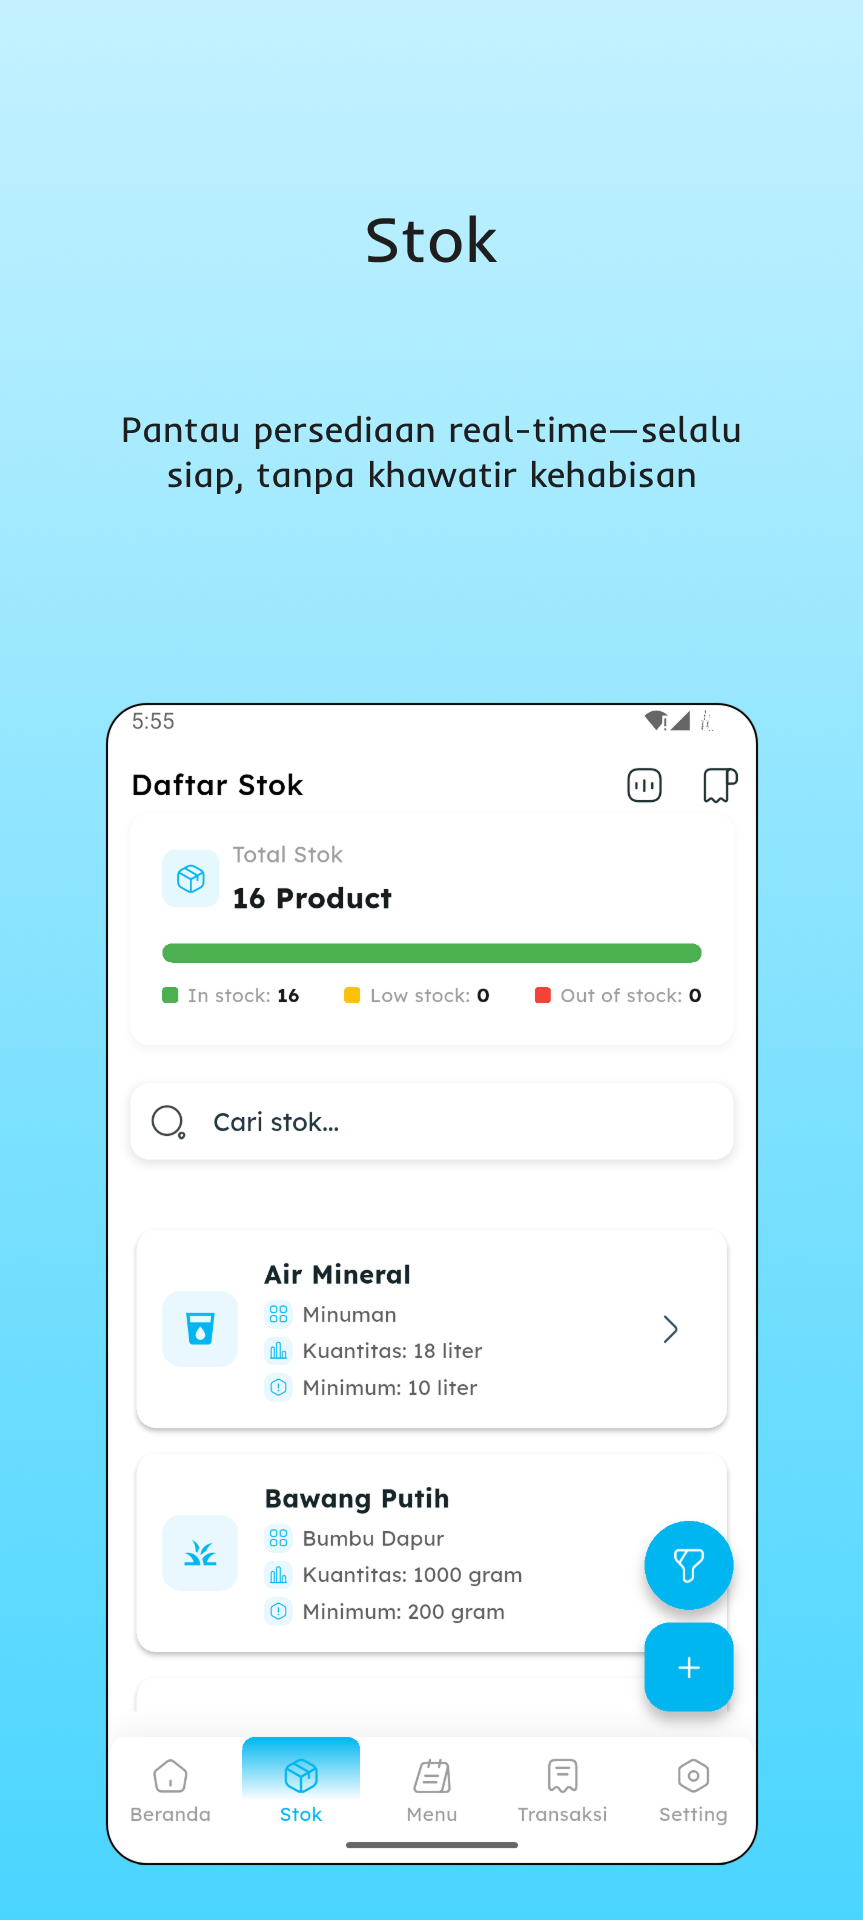 Stok
Pantau persediaan real-time—selalu
siap, tanpa khawatir kehabisan
5:55
Daftar Stok
Total Stok
16 Product
In stock: 16 Low stock: 0 Out of stock: 0
Cari stok...
Air Mineral
Minuman
Kuantitas: 18 liter
Minimum: 10 liter
Bawang Putih
Bumbu Dapur
Kuantitas: 1000 gram
Minimum: 200 gram
Beranda Stok Menu Transaksi Setting